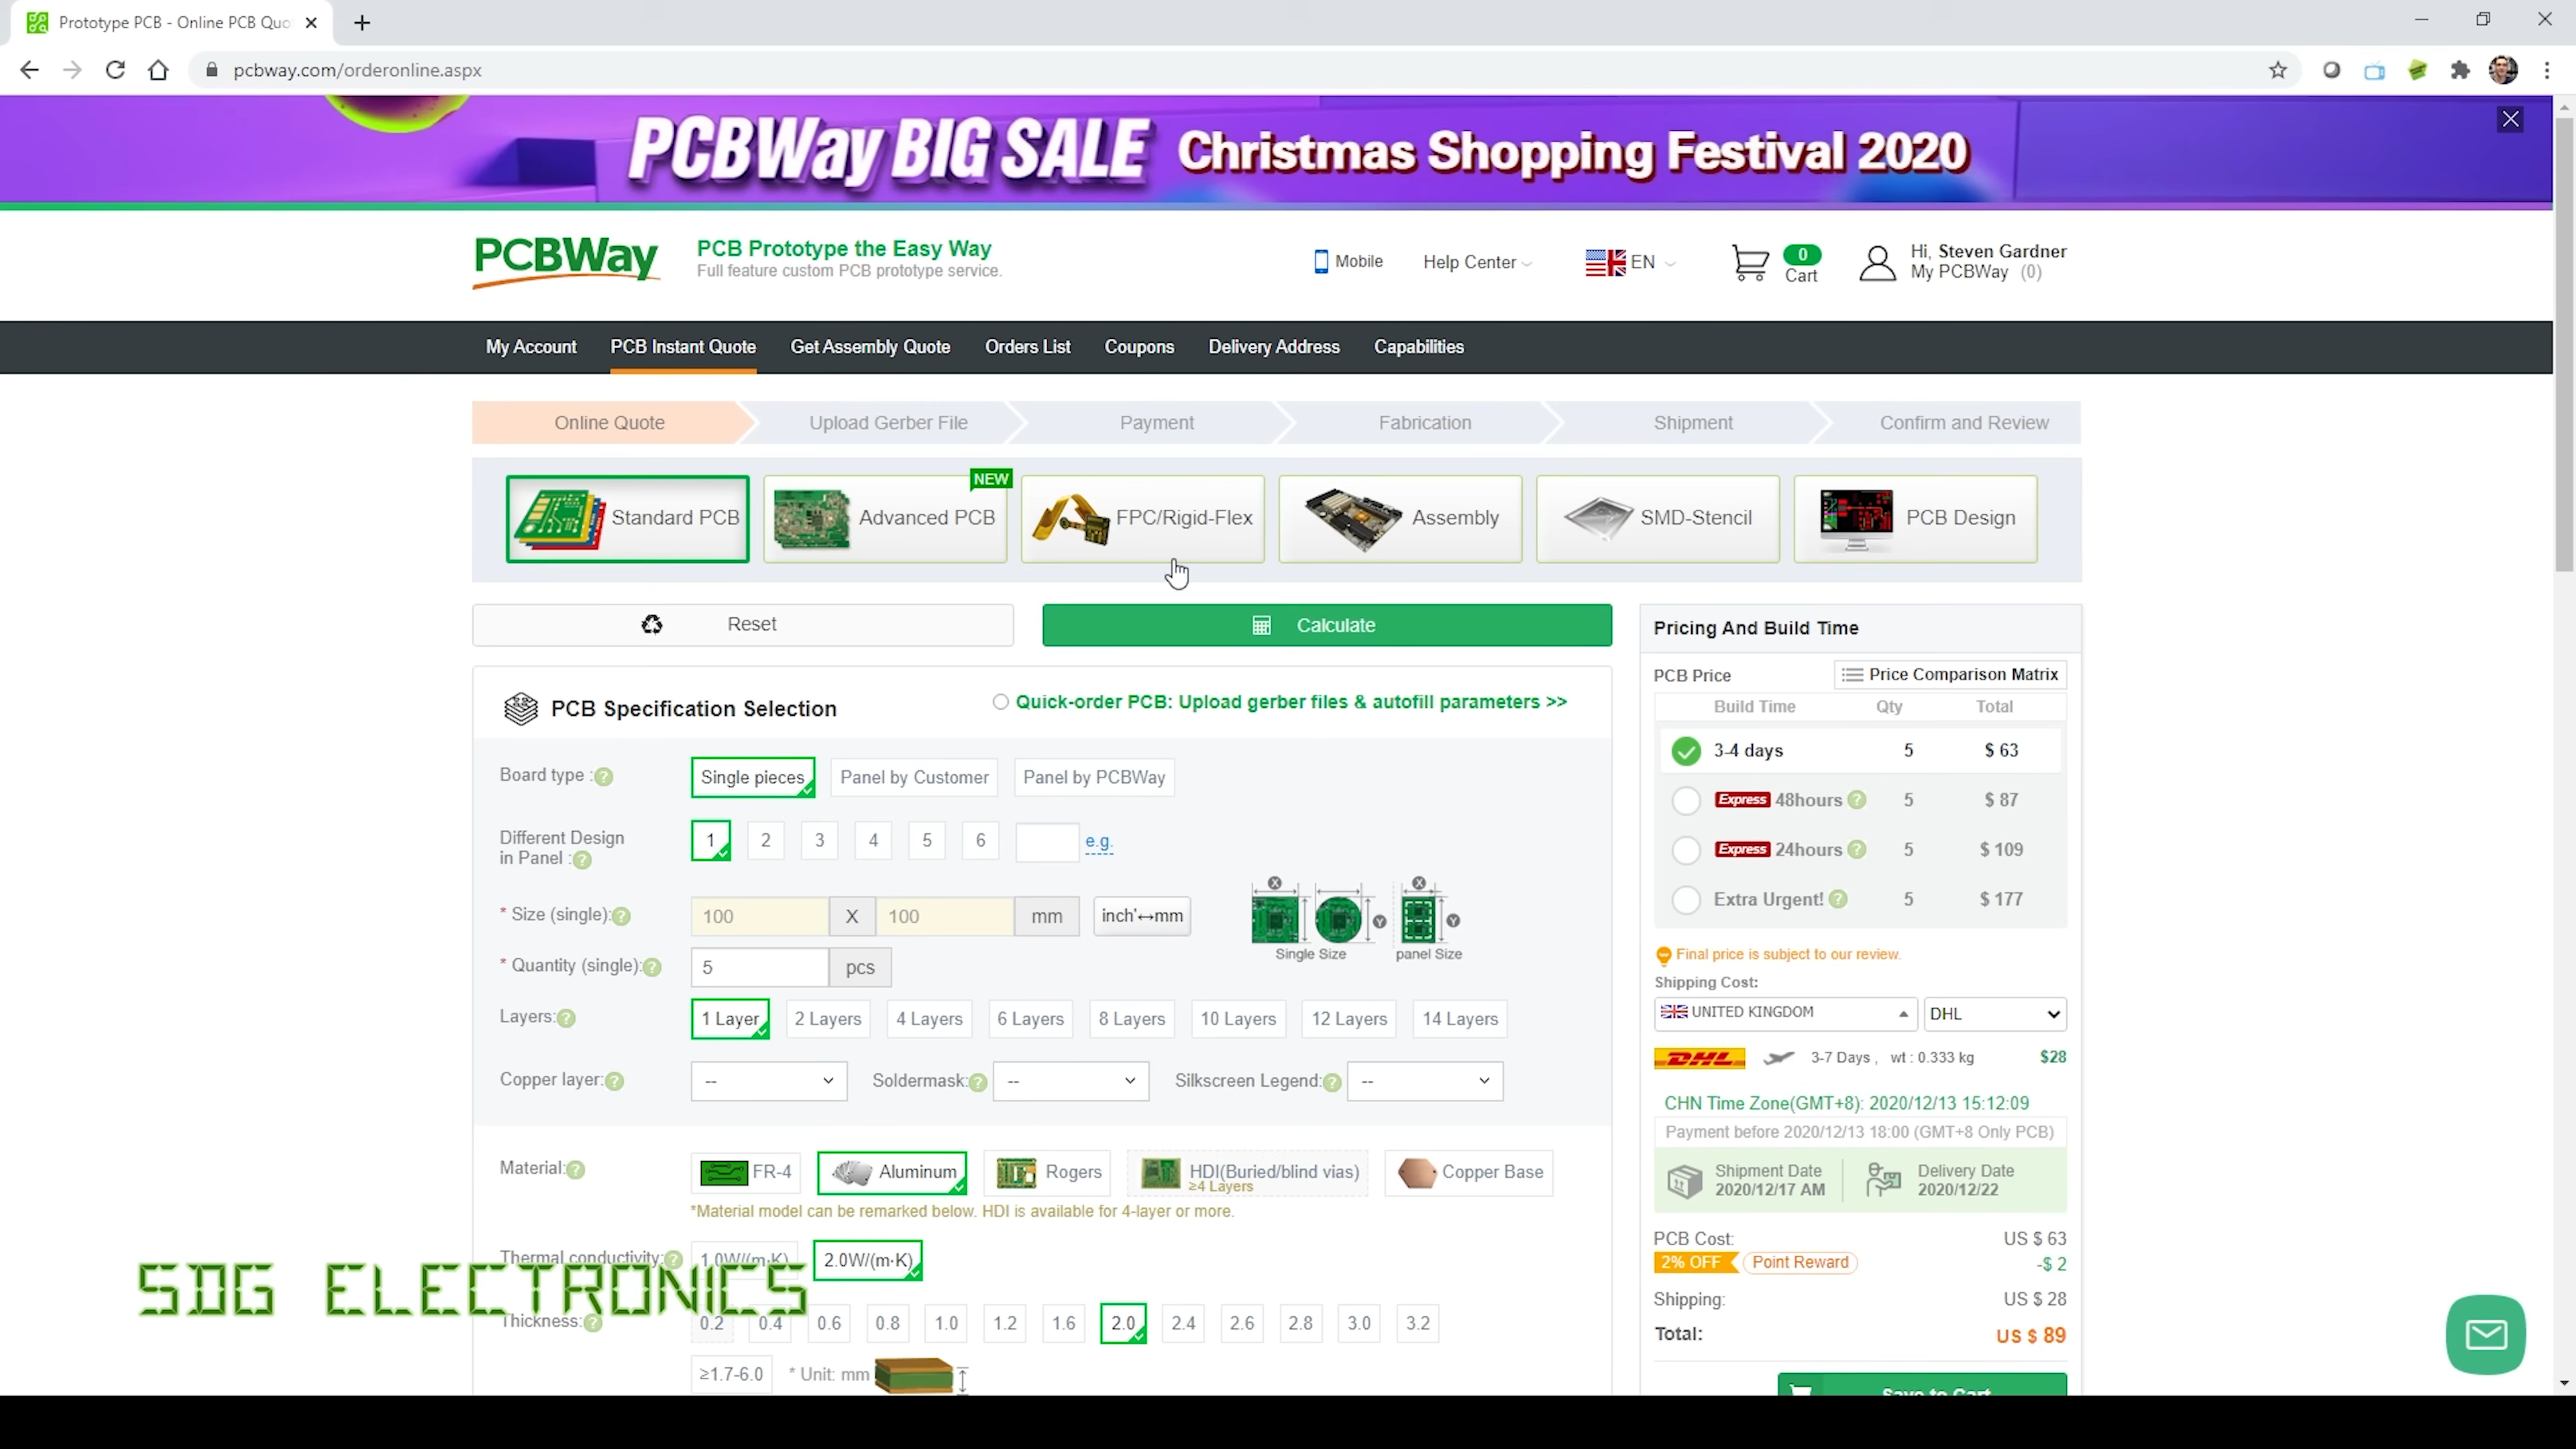 Prototype PCB - Online PCB Quo
pcbway.com/orderonline.aspx
PCBWay BIG SALE Christmas Shopping Festival 2020
PCBWay
PCB Prototype the Easy Way
Full feature custom PCB prototype service.
Mobile
Help Center
EN
0
Cart
Hi, Steven Gardner
My PCBWay (0)
My Account PCB Instant Quote Get Assembly Quote Orders List Coupons Delivery Address Capabilities
Online Quote Upload Gerber File Payment Fabrication Shipment Confirm and Review
NEW
Standard PCB Advanced PCB FPC/Rigid-Flex Assembly SMD-Stencil PCB Design
Reset Calculate
PCB Specification Selection
Quick-order PCB: Upload gerber files & autofill parameters >>
Board type :? Single pieces Panel by Customer Panel by PCBWay
Different Design
in Panel :? 1 2 3 4 5 6 e.g.
* Size (single):? 100 X 100 mm inch'↔mm
X X Y Y
Single Size panel Size
* Quantity (single):? 5 pcs
Layers:? 1 Layer 2 Layers 4 Layers 6 Layers 8 Layers 10 Layers 12 Layers 14 Layers
Copper layer:? -- Soldermask:? -- Silkscreen Legend:? --
Material:? FR-4 Aluminum Rogers HDI(Buried/blind vias)
≥4 Layers
Copper Base
*Material model can be remarked below. HDI is available for 4-layer or more.
Thermal conductivity:? 1.0W/(m·K) 2.0W/(m·K)
SDG ELECTRONICS
Thickness:? 0.2 0.4 0.6 0.8 1.0 1.2 1.6 2.0 2.4 2.6 2.8 3.0 3.2
≥1.7-6.0 * Unit: mm
Pricing And Build Time
PCB Price Price Comparison Matrix
Build Time Qty Total
3-4 days 5 $ 63
Express 48hours ? 5 $ 87
Express 24hours ? 5 $ 109
Extra Urgent! ? 5 $ 177
Final price is subject to our review.
Shipping Cost:
UNITED KINGDOM DHL
DHL 3-7 Days , wt : 0.333 kg $28
CHN Time Zone(GMT+8): 2020/12/13 15:12:09
Payment before 2020/12/13 18:00 (GMT+8 Only PCB)
Shipment Date
2020/12/17 AM
Delivery Date
2020/12/22
PCB Cost: US $ 63
2% OFF Point Reward -$ 2
Shipping: US $ 28
Total: US $ 89
Save to Cart